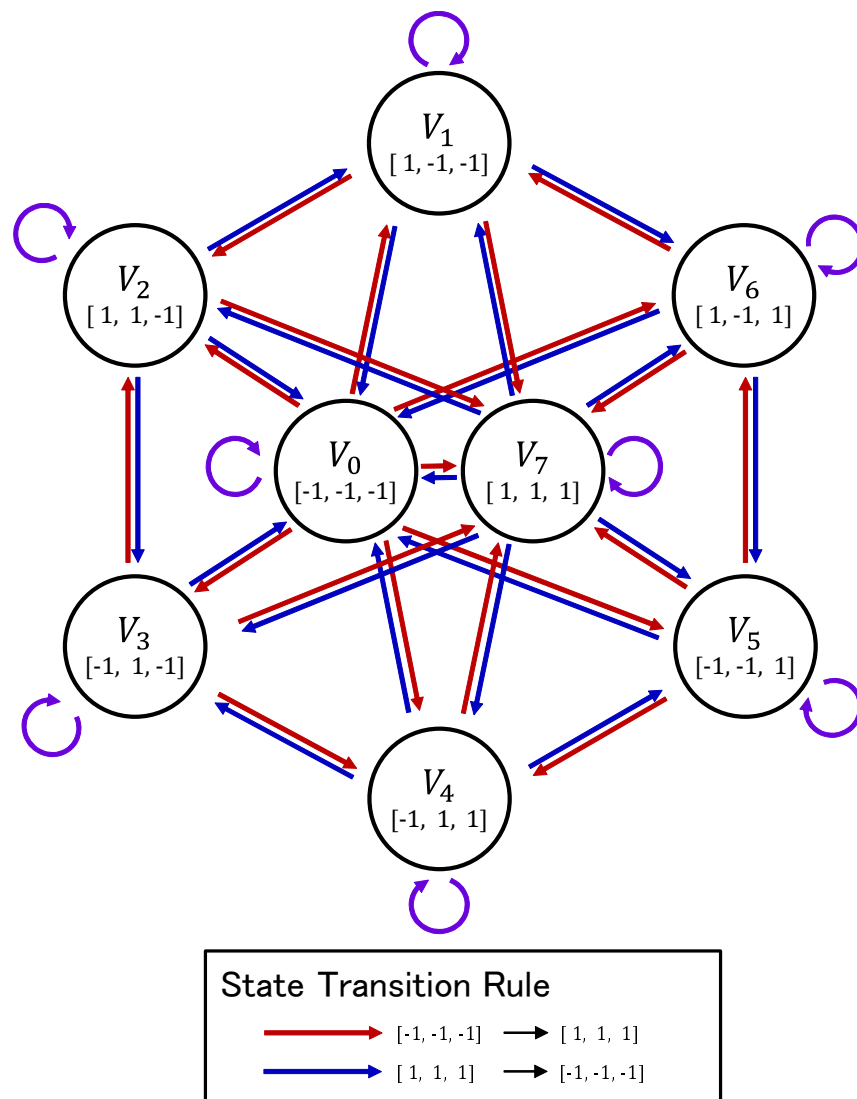 V₁
[ 1, -1, -1]
V₂
[ 1, 1, -1]
V₆
[ 1, -1, 1]
V₀
[-1, -1, -1]
V₇
[ 1, 1, 1]
V₃
[-1, 1, -1]
V₅
[-1, -1, 1]
V₄
[-1, 1, 1]
State Transition Rule
[-1, -1, -1] → [ 1, 1, 1]
[ 1, 1, 1] → [-1, -1, -1]